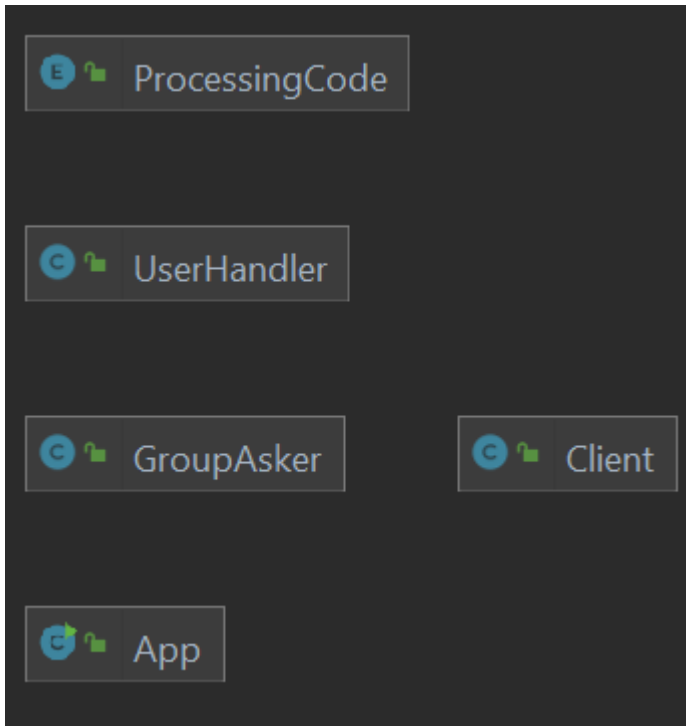 E ProcessingCode
C UserHandler
C GroupAsker
C Client
C App